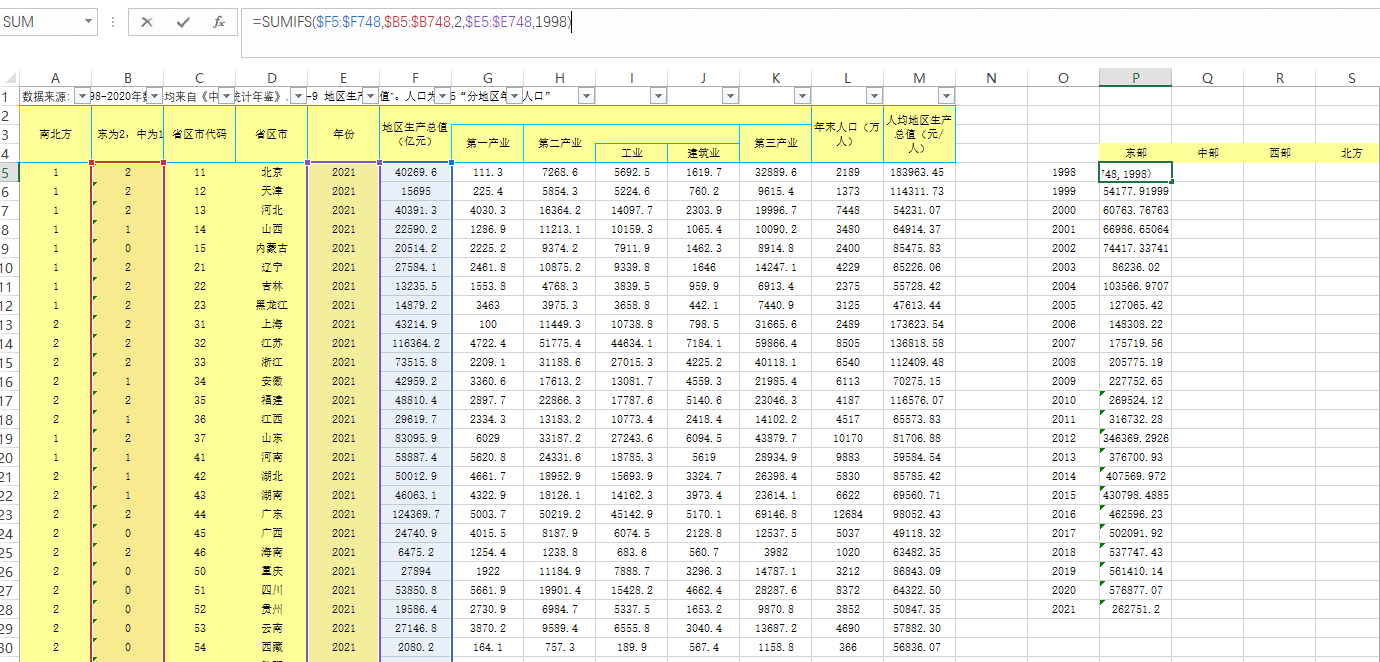 SUM
=SUMIFS($F5:$F748,$B5:$B748,2,$E5:$E748,1998)
A B C D E F G H I J K L M N O P Q R S
1 数据来源: 98-2020年 均来自《中 统计年鉴》. -9 地区生产 值"。人口为 5 “分地区年 人口”
2
3 南北方 东为2，中为1 省区市代码 省区市 年份 地区生产总值（亿元） 第一产业 第二产业 第三产业 年末人口（万人） 人均地区生产总值（元/人）
4 工业 建筑业 东部 中部 西部 北方
5 1 2 11 北京 2021 40269.6 111.3 7268.6 5692.5 1619.7 32889.6 2189 183963.45 1998 748,1998)
6 1 2 12 天津 2021 15695 225.4 5854.3 5224.6 760.2 9615.4 1373 114311.73 1999 54177.91999
7 1 2 13 河北 2021 40391.3 4030.3 16364.2 14097.7 2303.9 19996.7 7448 54231.07 2000 60763.76763
8 1 1 14 山西 2021 22590.2 1286.9 11213.1 10159.3 1065.4 10090.2 3480 64914.37 2001 66986.65064
9 1 0 15 内蒙古 2021 20514.2 2225.2 9374.2 7911.9 1462.3 8914.8 2400 85475.83 2002 74417.33741
10 1 2 21 辽宁 2021 27584.1 2461.8 10875.2 9339.8 1646 14247.1 4229 65226.06 2003 86236.02
11 1 2 22 吉林 2021 13235.5 1553.8 4768.3 3839.5 959.9 6913.4 2375 55728.42 2004 103566.9707
12 1 2 23 黑龙江 2021 14879.2 3463 3975.3 3658.8 442.1 7440.9 3125 47613.44 2005 127065.42
13 2 2 31 上海 2021 43214.9 100 11449.3 10738.8 798.5 31665.6 2489 173623.54 2006 148308.22
14 2 2 32 江苏 2021 116364.2 4722.4 51775.4 44634.1 7184.1 59866.4 8505 136818.58 2007 175719.56
15 2 2 33 浙江 2021 73515.8 2209.1 31188.6 27015.3 4225.2 40118.1 6540 112409.48 2008 205775.19
16 2 1 34 安徽 2021 42959.2 3360.6 17613.2 13081.7 4559.3 21985.4 6113 70275.15 2009 227752.65
17 2 2 35 福建 2021 48810.4 2897.7 22866.3 17787.6 5140.6 23046.3 4187 116576.07 2010 269524.12
18 2 1 36 江西 2021 29619.7 2334.3 13183.2 10773.4 2418.4 14102.2 4517 65573.83 2011 316732.28
19 1 2 37 山东 2021 83095.9 6029 33187.2 27243.6 6094.5 43879.7 10170 81706.88 2012 346369.2926
20 1 1 41 河南 2021 58887.4 5620.8 24331.6 18785.3 5619 28934.9 9883 59584.54 2013 376700.93
21 2 1 42 湖北 2021 50012.9 4661.7 18952.9 15693.9 3324.7 26398.4 5830 85785.42 2014 407569.972
22 2 1 43 湖南 2021 46063.1 4322.9 18126.1 14162.3 3973.4 23614.1 6622 69560.71 2015 430798.4885
23 2 2 44 广东 2021 124369.7 5003.7 50219.2 45142.9 5170.1 69146.8 12684 98052.43 2016 462596.23
24 2 0 45 广西 2021 24740.9 4015.5 8187.9 6074.5 2128.8 12537.5 5037 49118.32 2017 502091.92
25 2 2 46 海南 2021 6475.2 1254.4 1238.8 683.6 560.7 3982 1020 63482.35 2018 537747.43
26 2 0 50 重庆 2021 27894 1922 11184.9 7888.7 3296.3 14787.1 3212 86843.09 2019 561410.14
27 2 0 51 四川 2021 53850.8 5661.9 19901.4 15428.2 4662.4 28287.6 8372 64322.50 2020 576877.07
28 2 0 52 贵州 2021 19586.4 2730.9 6984.7 5337.5 1653.2 9870.8 3852 50847.35 2021 262751.2
29 2 0 53 云南 2021 27146.8 3870.2 9589.4 6555.8 3040.4 13687.2 4690 57882.30
30 2 0 54 西藏 2021 2080.2 164.1 757.3 189.9 567.4 1158.8 366 56836.07